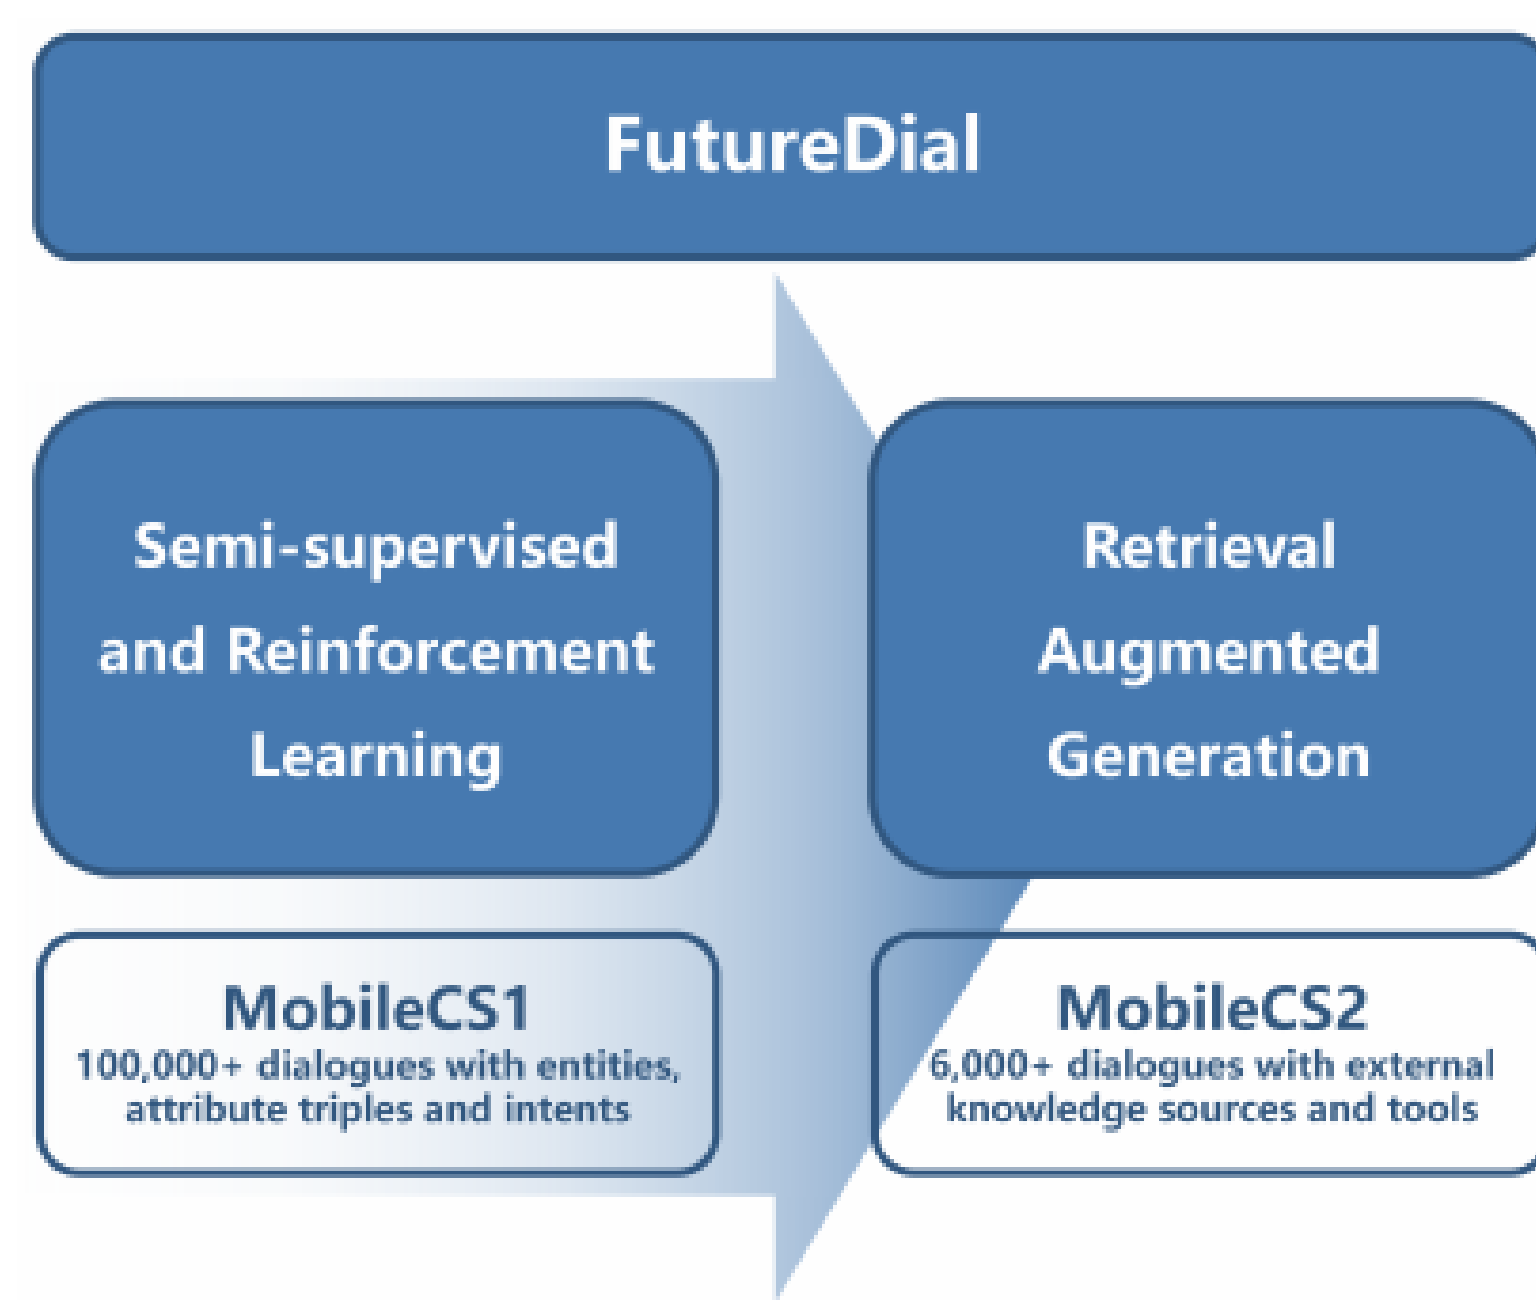 FutureDial
Semi-supervised
and Reinforcement
Learning
Retrieval
Augmented
Generation
MobileCS1
100,000+ dialogues with entities,
attribute triples and intents
MobileCS2
6,000+ dialogues with external
knowledge sources and tools